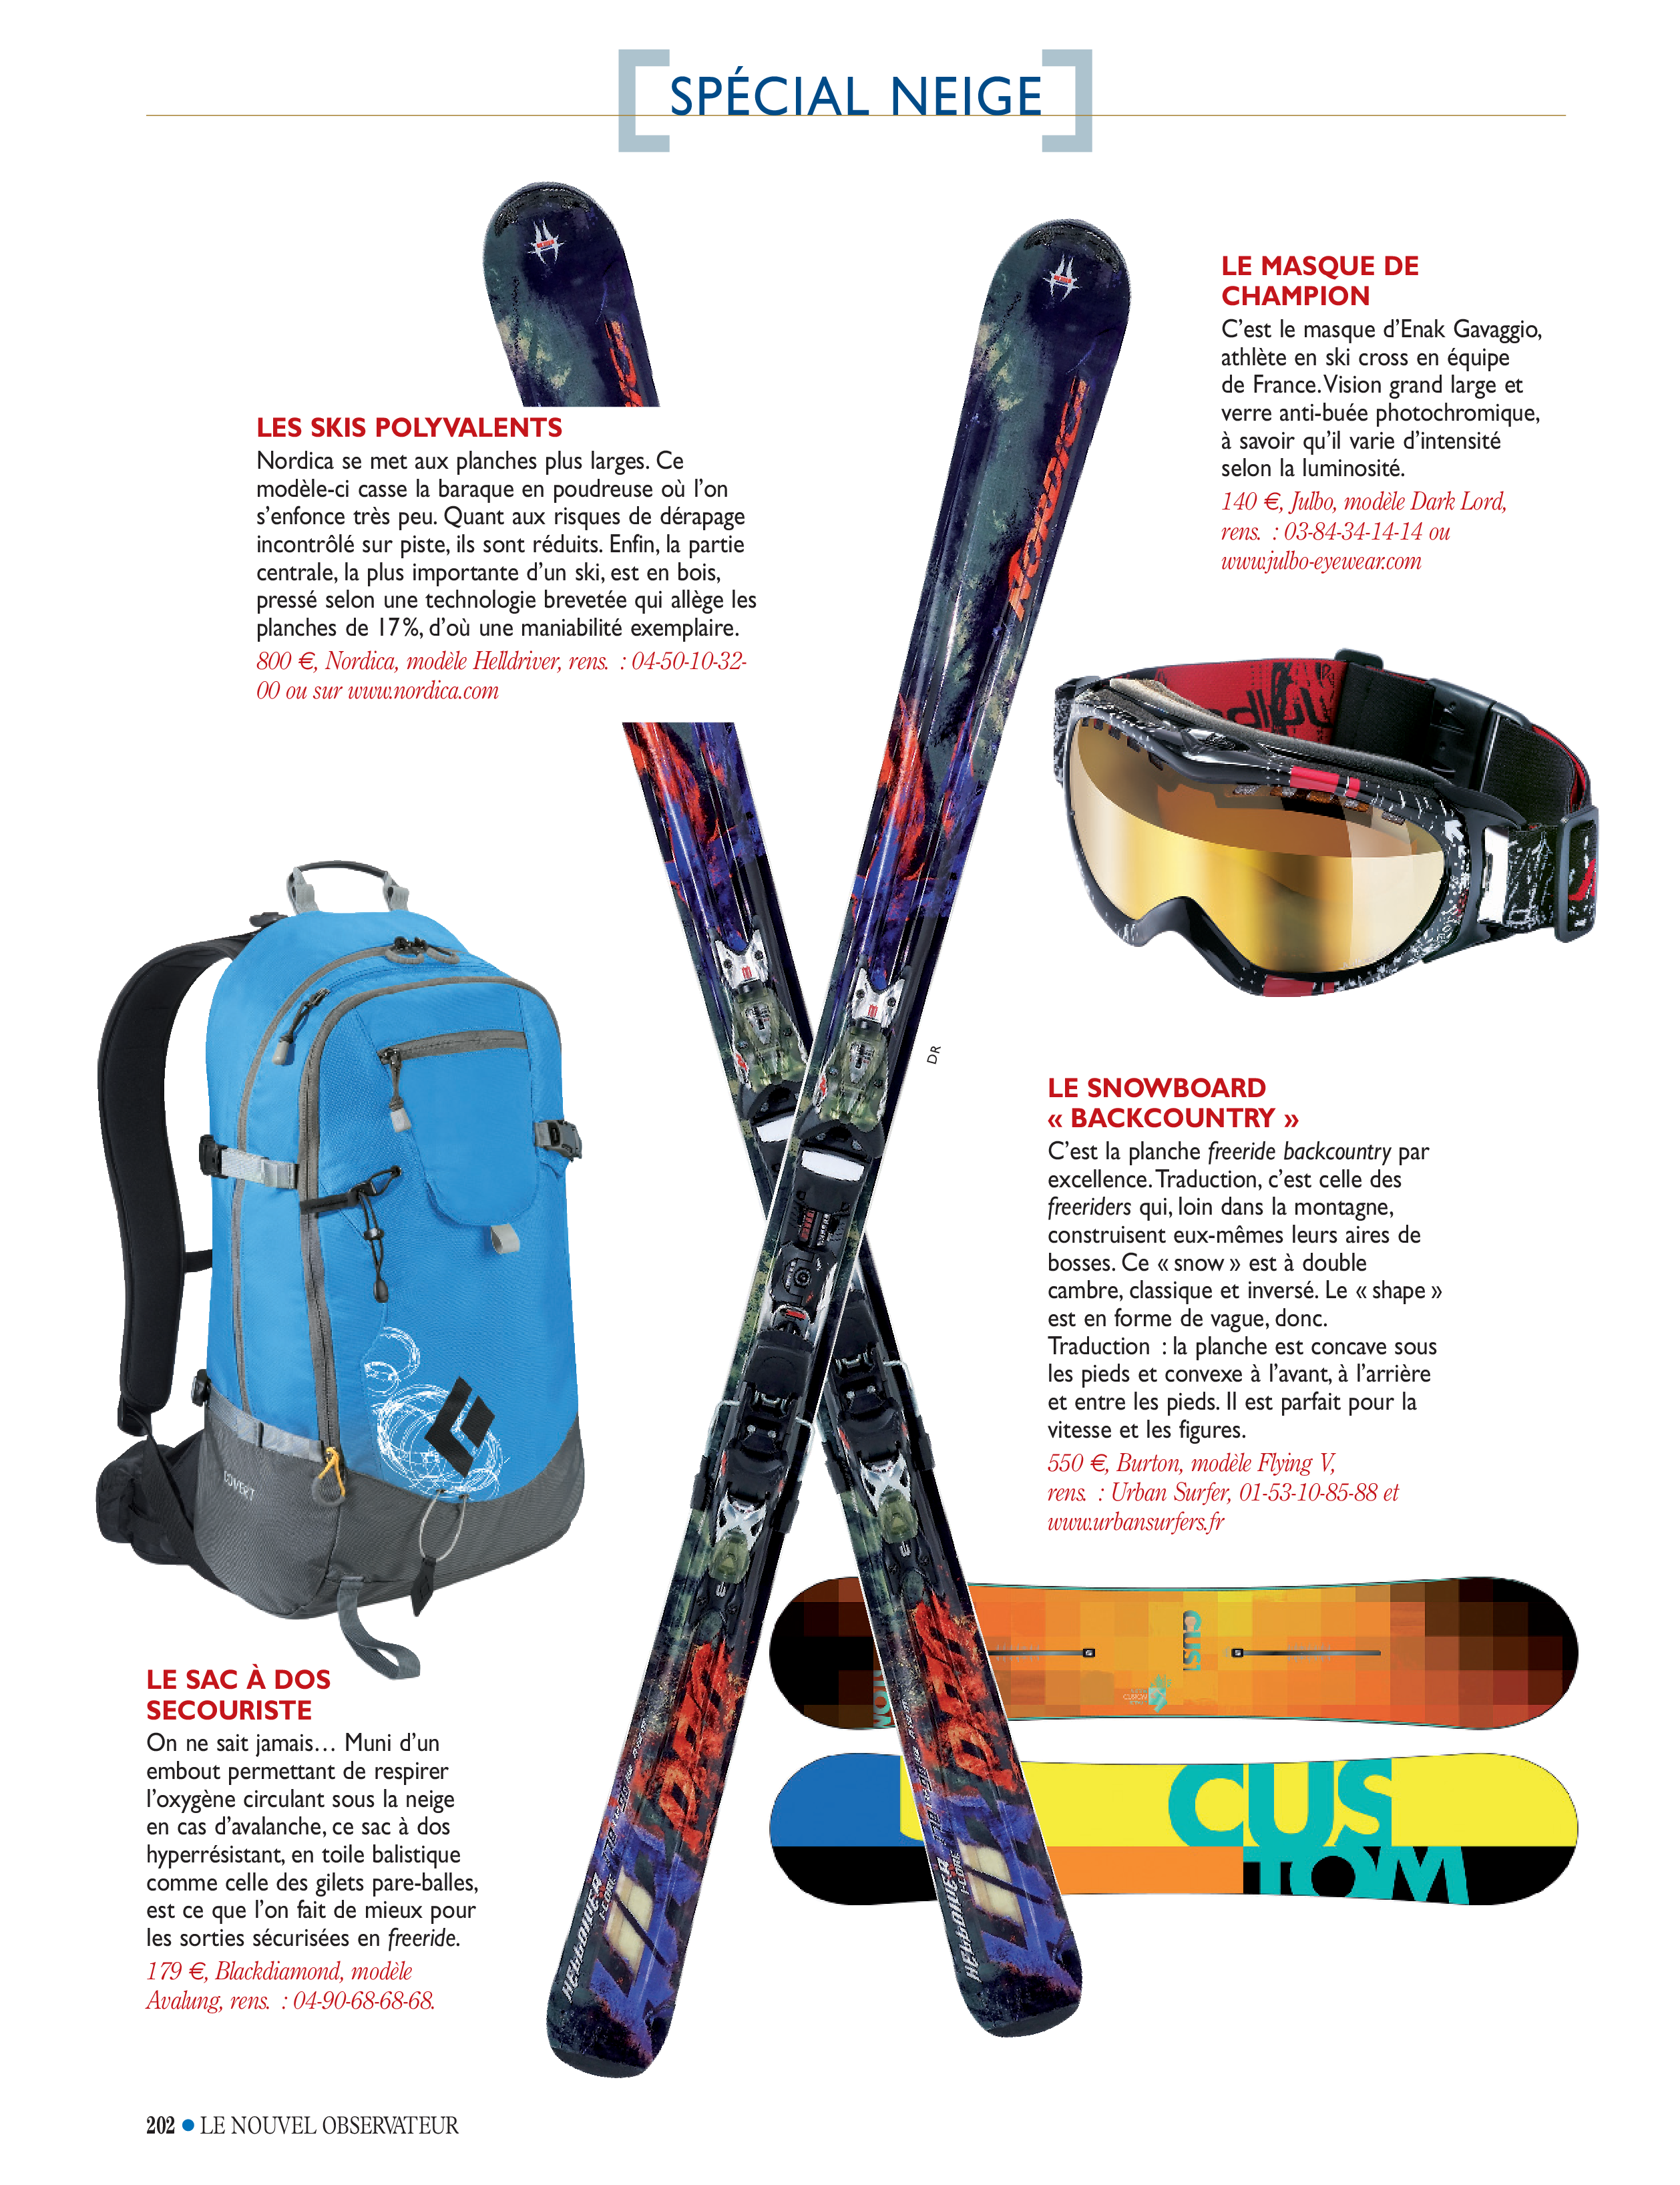 SPÉCIAL NEIGE
LES SKIS POLYVALENTS
Nordica se met aux planches plus larges. Ce
modèle-ci casse la baraque en poudreuse où l’on
s’enfonce très peu. Quant aux risques de dérapage
incontrôlé sur piste, ils sont réduits. Enfin, la partie
centrale, la plus importante d’un ski, est en bois,
pressé selon une technologie brevetée qui allège les
planches de 17%, d’où une maniabilité exemplaire.
800 €, Nordica, modèle Helldriver, rens. : 04-50-10-32-
00 ou sur www.nordica.com
LE MASQUE DE
CHAMPION
C’est le masque d’Enak Gavaggio,
athlète en ski cross en équipe
de France. Vision grand large et
verre anti-buée photochromique,
à savoir qu’il varie d’intensité
selon la luminosité.
140 €, Julbo, modèle Dark Lord,
rens. : 03-84-34-14-14 ou
www.julbo-eyewear.com
NORDICA
DR
LE SNOWBOARD
« BACKCOUNTRY »
C’est la planche freeride backcountry par
excellence. Traduction, c’est celle des
freeriders qui, loin dans la montagne,
construisent eux-mêmes leurs aires de
bosses. Ce « snow » est à double
cambre, classique et inversé. Le « shape »
est en forme de vague, donc.
Traduction : la planche est concave sous
les pieds et convexe à l’avant, à l’arrière
et entre les pieds. Il est parfait pour la
vitesse et les figures.
550 €, Burton, modèle Flying V,
rens. : Urban Surfer, 01-53-10-85-88 et
www.urbansurfers.fr
COVERT
LE SAC À DOS
SECOURISTE
On ne sait jamais… Muni d’un
embout permettant de respirer
l’oxygène circulant sous la neige
en cas d’avalanche, ce sac à dos
hyperrésistant, en toile balistique
comme celle des gilets pare-balles,
est ce que l’on fait de mieux pour
les sorties sécurisées en freeride.
179 €, Blackdiamond, modèle
Avalung, rens. : 04-90-68-68-68.
HELLDIVER
I-CORE
HELLDIVER
I-CORE
CUS
TOM
202 • LE NOUVEL OBSERVATEUR